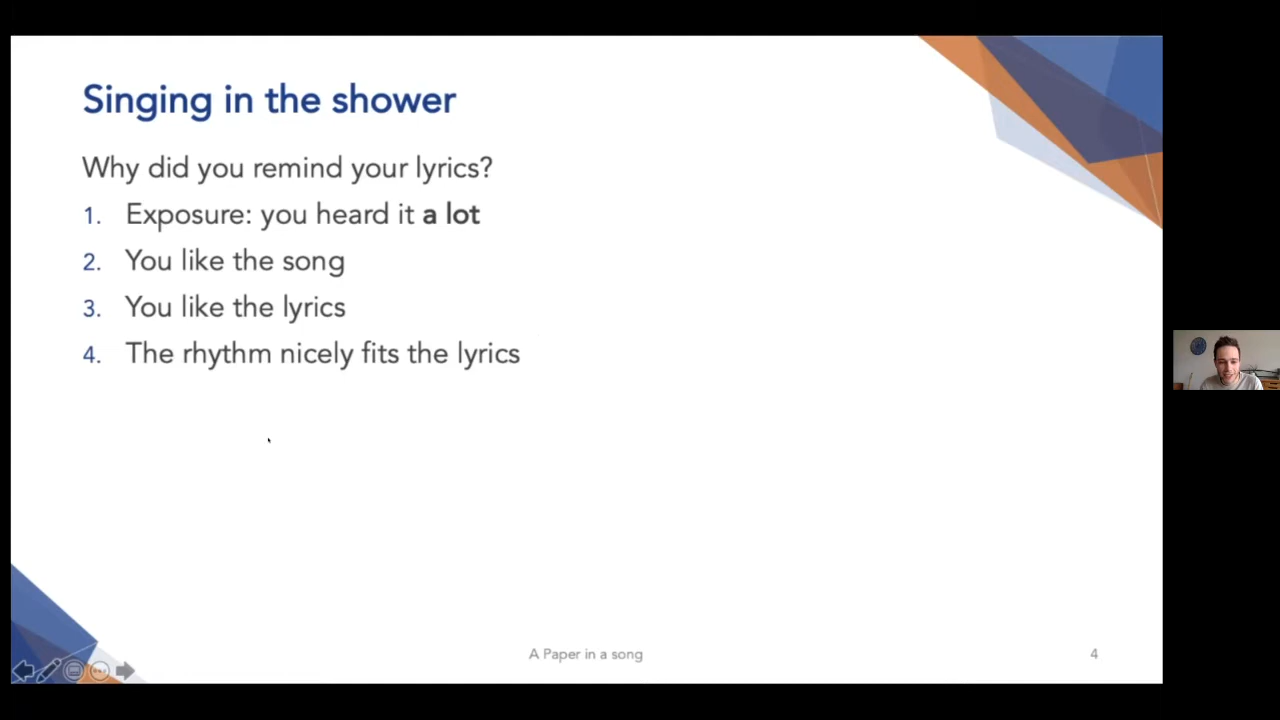 Singing in the shower
Why did you remind your lyrics?
1. Exposure: you heard it a lot
2. You like the song
3. You like the lyrics
4. The rhythm nicely fits the lyrics
A Paper in a song
4